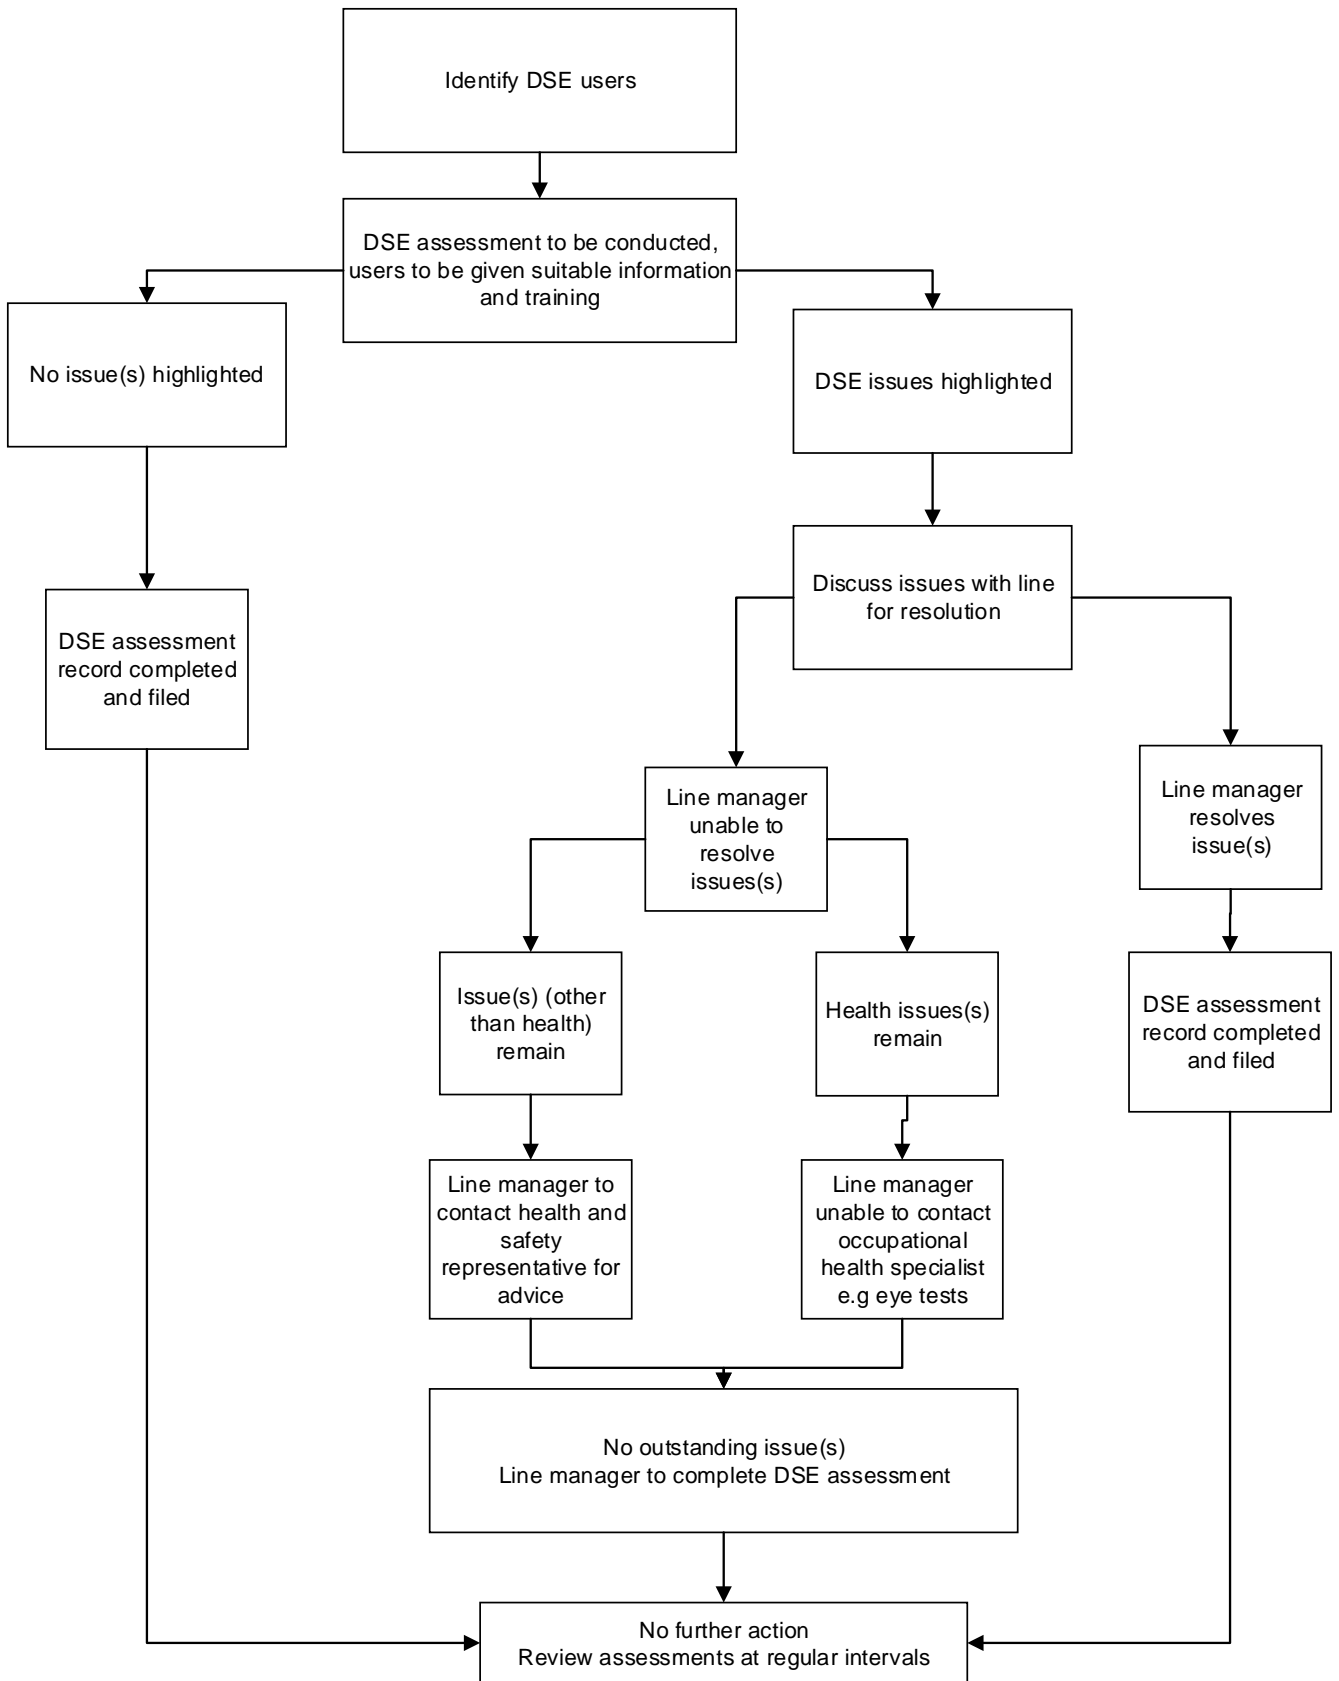 Identify DSE users
DSE assessment to be conducted,
users to be given suitable information
and training
No issue(s) highlighted
DSE issues highlighted
Discuss issues with line
for resolution
DSE assessment
record completed
and filed
Line manager
unable to
resolve
issues(s)
Line manager
resolves
issue(s)
Issue(s) (other
than health)
remain
Health issues(s)
remain
DSE assessment
record completed
and filed
Line manager to
contact health and
safety
representative for
advice
Line manager
unable to contact
occupational
health specialist
e.g eye tests
No outstanding issue(s)
Line manager to complete DSE assessment
No further action
Review assessments at regular intervals